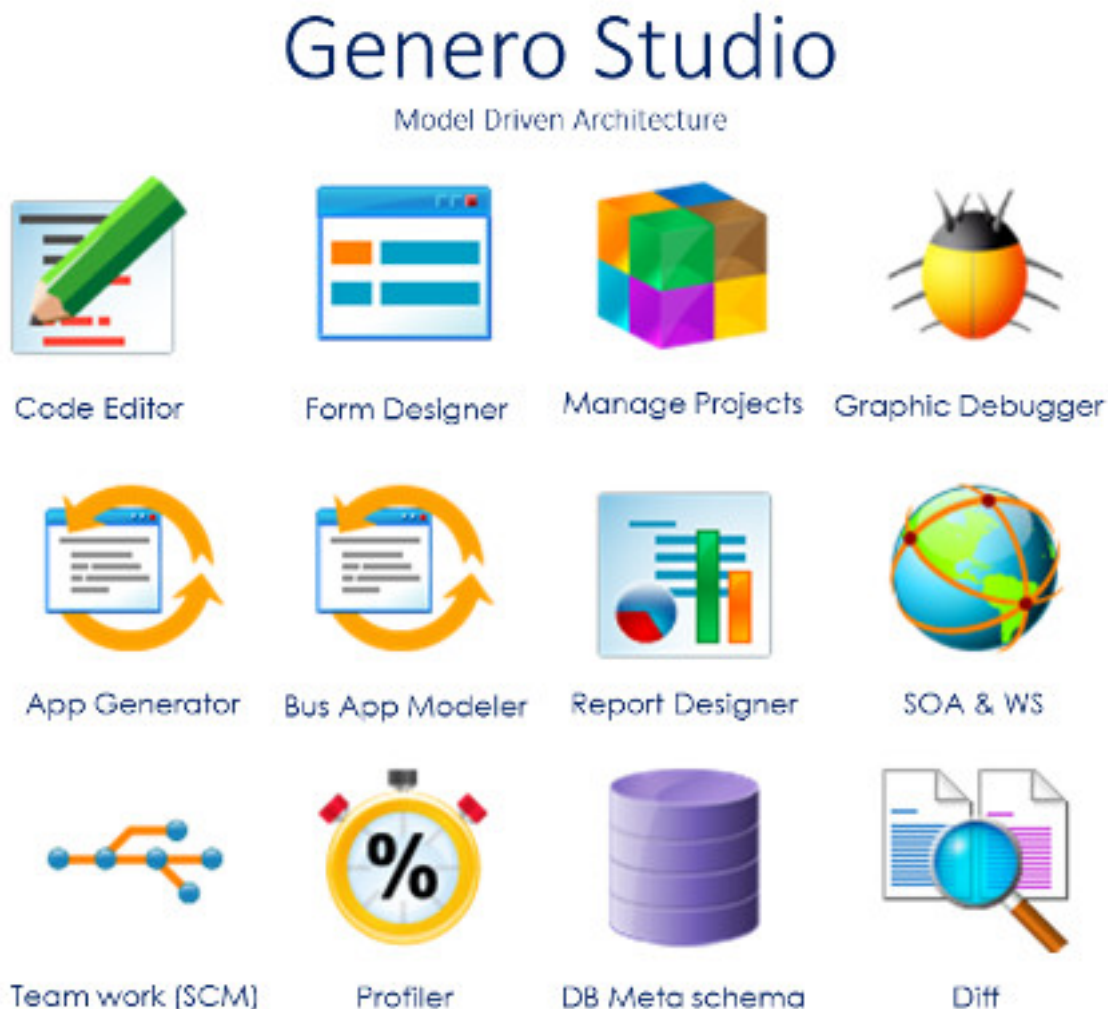 Genero Studio
Model Driven Architecture
Code Editor
Form Designer
Manage Projects
Graphic Debugger
App Generator
Bus App Modeler
Report Designer
SOA & WS
%
Team work (SCM)
Profiler
DB Meta schema
Diff